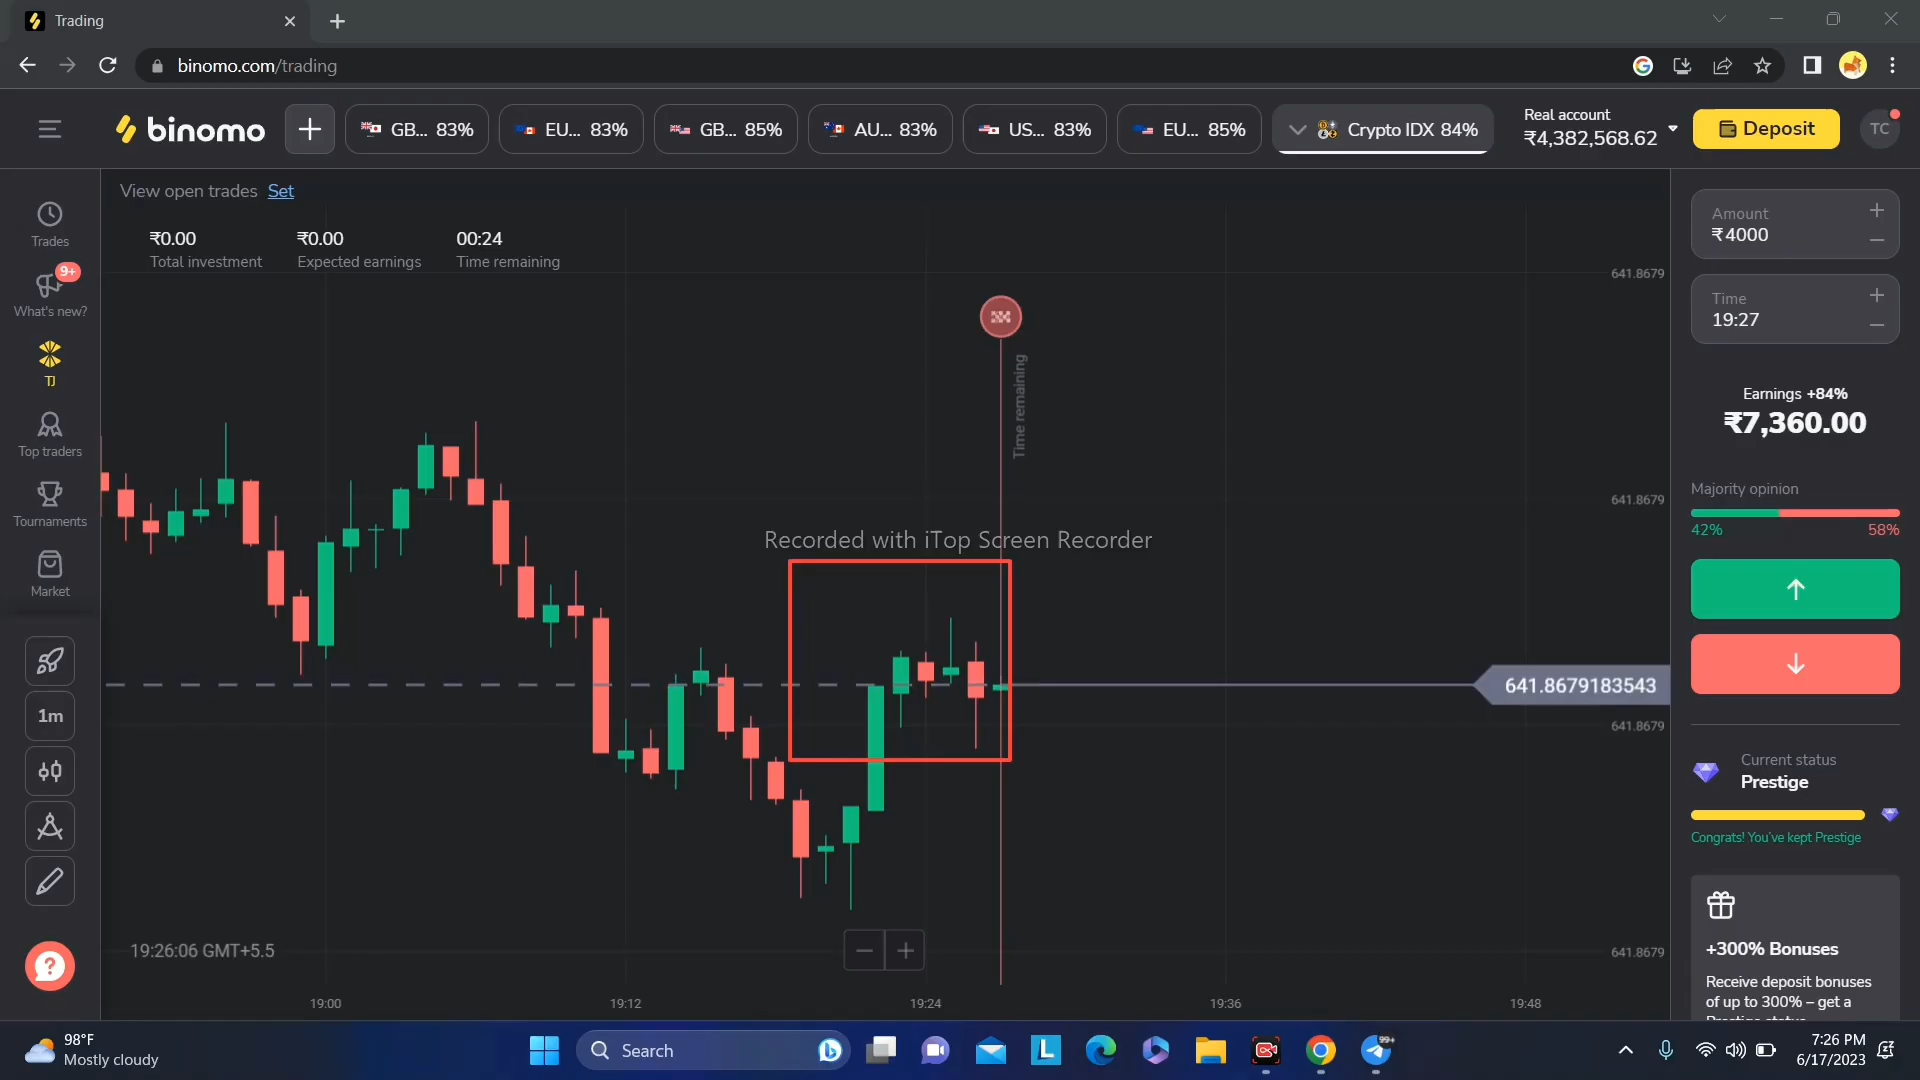 Trading
binomo.com/trading
binomo
GB... 83%
EU... 83%
GB... 85%
AU... 83%
US... 83%
EU... 85%
Crypto IDX 84%
Real account
₹4,382,568.62
Deposit
TC
View open trades Set
₹0.00
Total investment
₹0.00
Expected earnings
00:24
Time remaining
Trades
9+
What's new?
TJ
Top traders
Tournaments
Market
1m
Time remaining
Recorded with iTop Screen Recorder
641.8679
641.8679
641.8679183543
641.8679
641.8679
19:26:06 GMT+5.5
19:00
19:12
19:24
19:36
19:48
Amount
₹4000
Time
19:27
Earnings +84%
₹7,360.00
Majority opinion
42%
58%
Current status
Prestige
Congrats! You've kept Prestige
+300% Bonuses
Receive deposit bonuses
of up to 300% – get a
Prestige status
98°F
Mostly cloudy
Search
99+
7:26 PM
6/17/2023